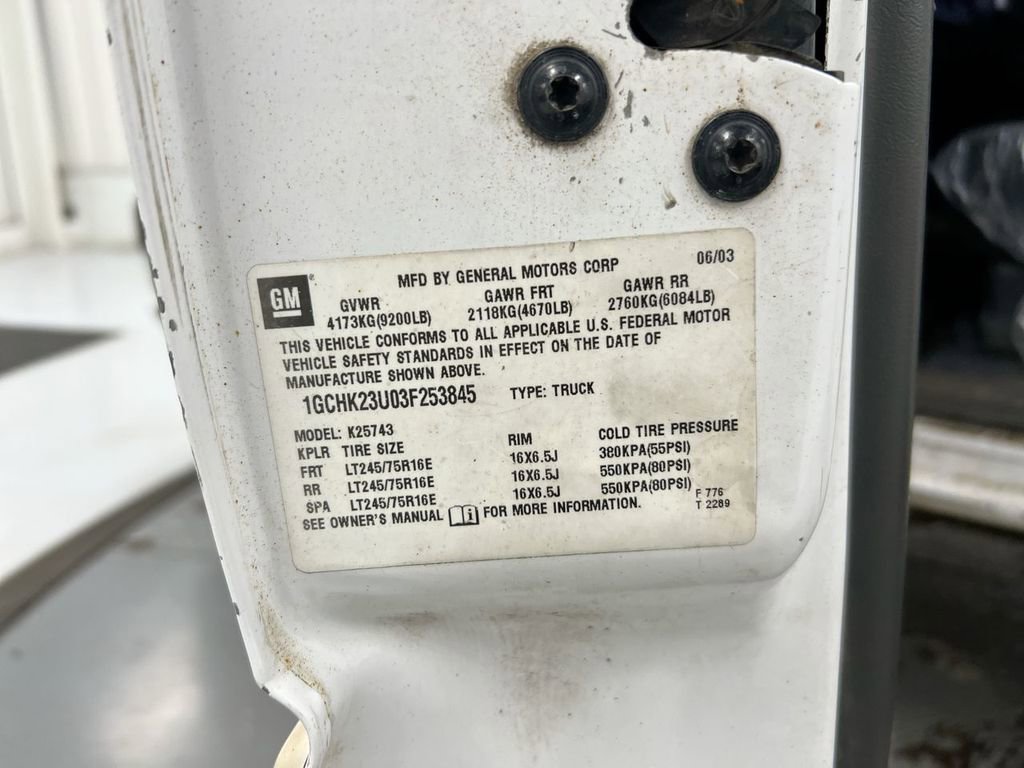 06/03
GM® MFD BY GENERAL MOTORS CORP
GVWR GAWR FRT GAWR RR
4173KG(9200LB) 2118KG(4670LB) 2760KG(6084LB)
THIS VEHICLE CONFORMS TO ALL APPLICABLE U.S. FEDERAL MOTOR
VEHICLE SAFETY STANDARDS IN EFFECT ON THE DATE OF
MANUFACTURE SHOWN ABOVE.
1GCHK23U03F253845 TYPE: TRUCK
MODEL: K25743
KPLR TIRE SIZE RIM COLD TIRE PRESSURE
FRT LT245/75R16E 16X6.5J 380KPA(55PSI)
RR LT245/75R16E 16X6.5J 550KPA(80PSI)
SPA LT245/75R16E 16X6.5J 550KPA(80PSI)
SEE OWNER'S MANUAL i FOR MORE INFORMATION.
F 776
T 2289